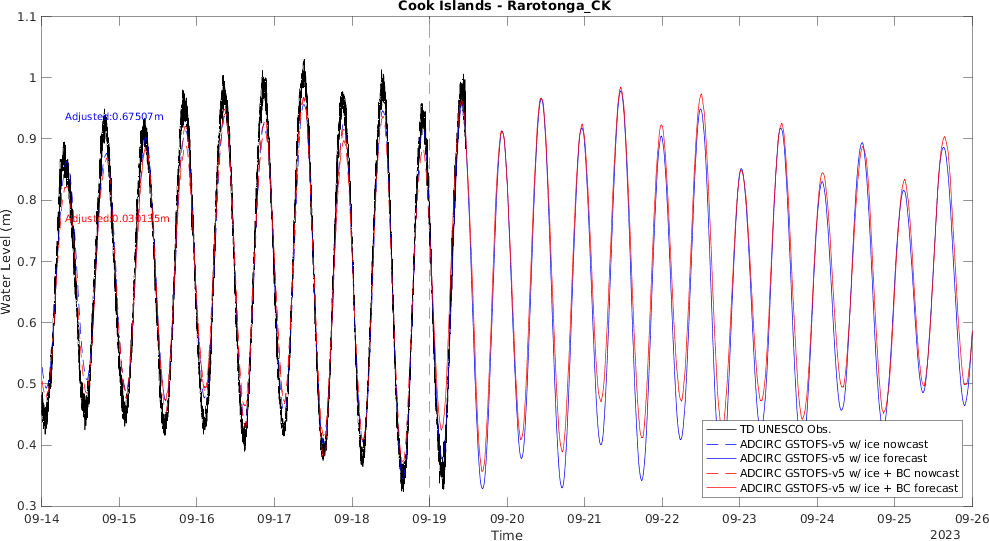 Cook Islands - Rarotonga_CK
1.1
1
0.9
0.8
0.7
0.6
0.5
0.4
0.3
Water Level (m)
Adjusted:0.67507m
Adjusted:0.030135m
TD UNESCO Obs.
ADCIRC GSTOFS-v5 w/ ice nowcast
ADCIRC GSTOFS-v5 w/ ice forecast
ADCIRC GSTOFS-v5 w/ ice + BC nowcast
ADCIRC GSTOFS-v5 w/ ice + BC forecast
09-14 09-15 09-16 09-17 09-18 09-19 09-20 09-21 09-22 09-23 09-24 09-25 09-26
Time
2023